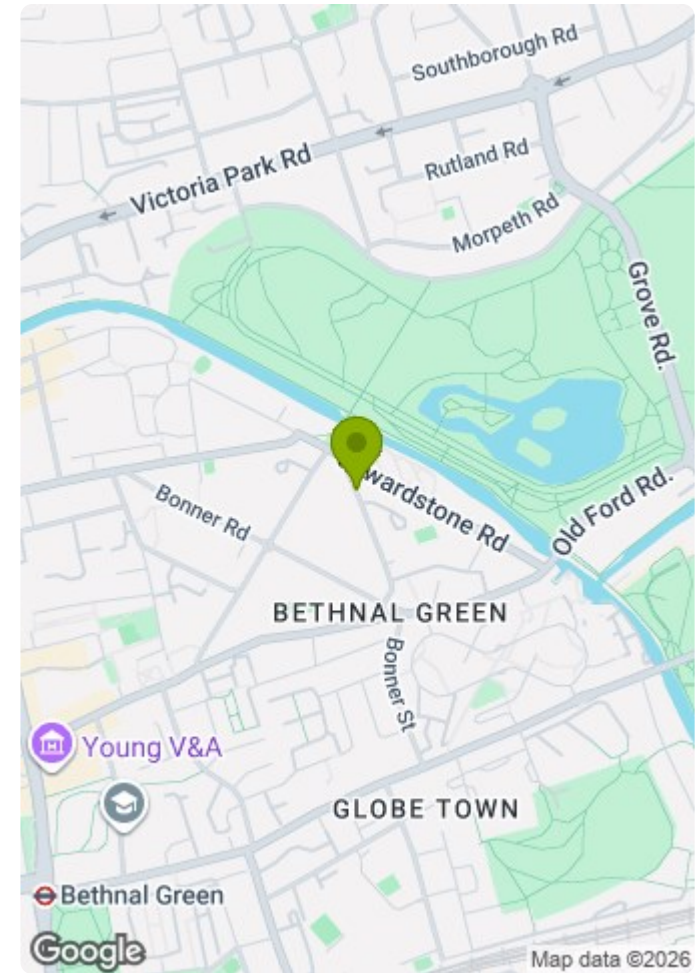 Southborough Rd
Victoria Park Rd
Rutland Rd
Morpeth Rd
Grove Rd.
wardstone Rd
Old Ford Rd.
Bonner Rd
BETHNAL GREEN
Bonner St
Young V&A
GLOBE TOWN
Bethnal Green
Google
Map data ©2026